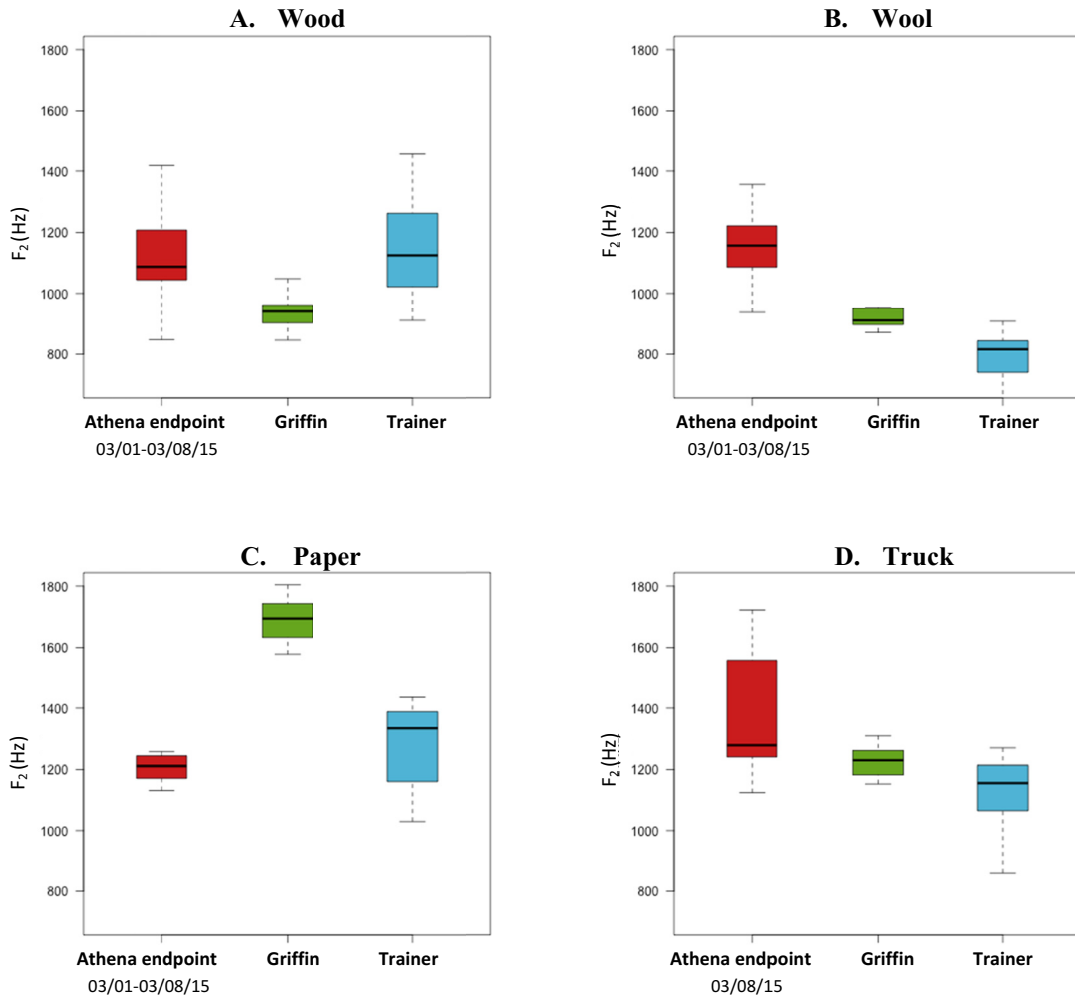 A. Wood
1800
1600
1400
1200
1000
800
F₂ (Hz)
Athena endpoint Griffin Trainer
03/01-03/08/15
B. Wool
1800
1600
1400
1200
1000
800
F₂ (Hz)
Athena endpoint Griffin Trainer
03/01-03/08/15
C. Paper
1800
1600
1400
1200
1000
800
F₂ (Hz)
Athena endpoint Griffin Trainer
03/01-03/08/15
D. Truck
1800
1600
1400
1200
1000
800
F₂ (Hz)
Athena endpoint Griffin Trainer
03/08/15